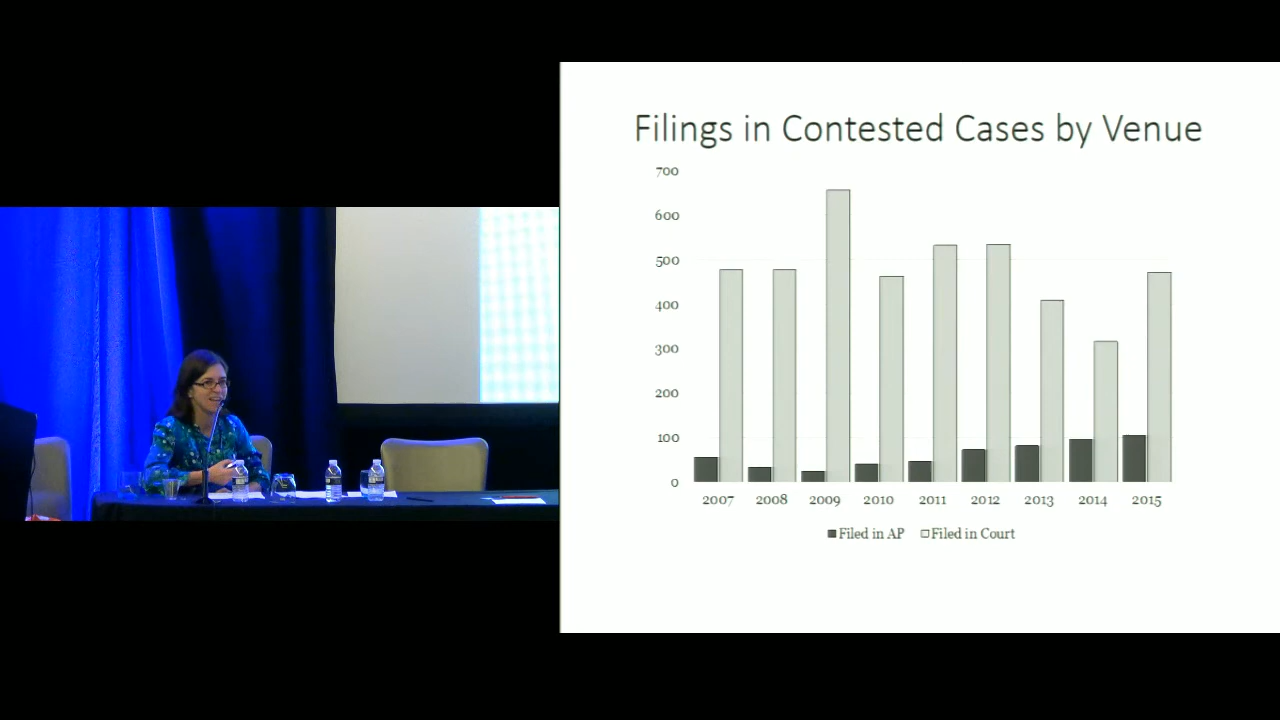 Filings in Contested Cases by Venue
700
600
500
400
300
200
100
0
2007 2008 2009 2010 2011 2012 2013 2014 2015
Filed in AP Filed in Court